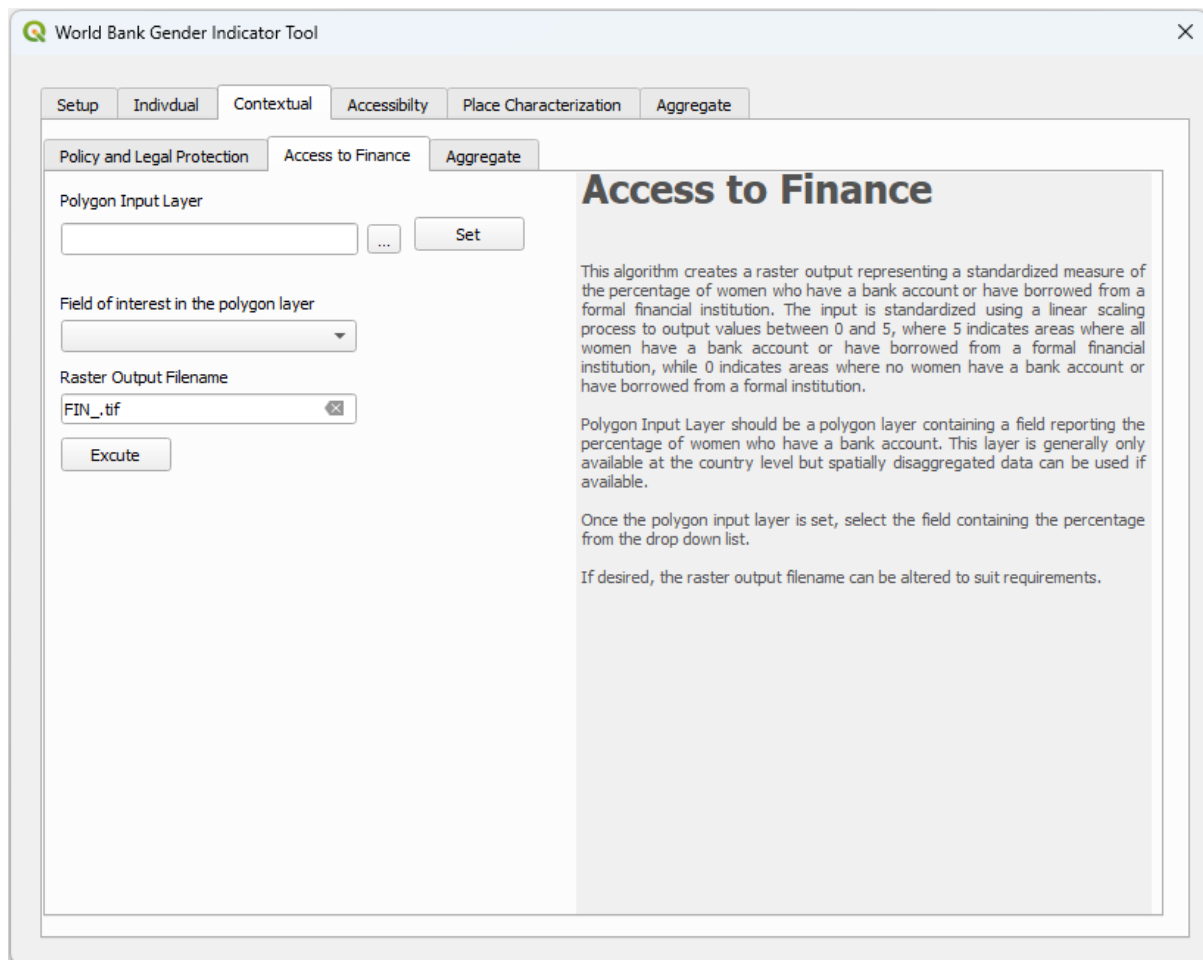 World Bank Gender Indicator Tool
Setup Indivdual Contextual Accessibilty Place Characterization Aggregate
Policy and Legal Protection Access to Finance Aggregate
Polygon Input Layer
... Set
Field of interest in the polygon layer
Raster Output Filename
FIN_.tif
Excute
Access to Finance
This algorithm creates a raster output representing a standardized measure of
the percentage of women who have a bank account or have borrowed from a
formal financial institution. The input is standardized using a linear scaling
process to output values between 0 and 5, where 5 indicates areas where all
women have a bank account or have borrowed from a formal financial
institution, while 0 indicates areas where no women have a bank account or
have borrowed from a formal institution.
Polygon Input Layer should be a polygon layer containing a field reporting the
percentage of women who have a bank account. This layer is generally only
available at the country level but spatially disaggregated data can be used if
available.
Once the polygon input layer is set, select the field containing the percentage
from the drop down list.
If desired, the raster output filename can be altered to suit requirements.